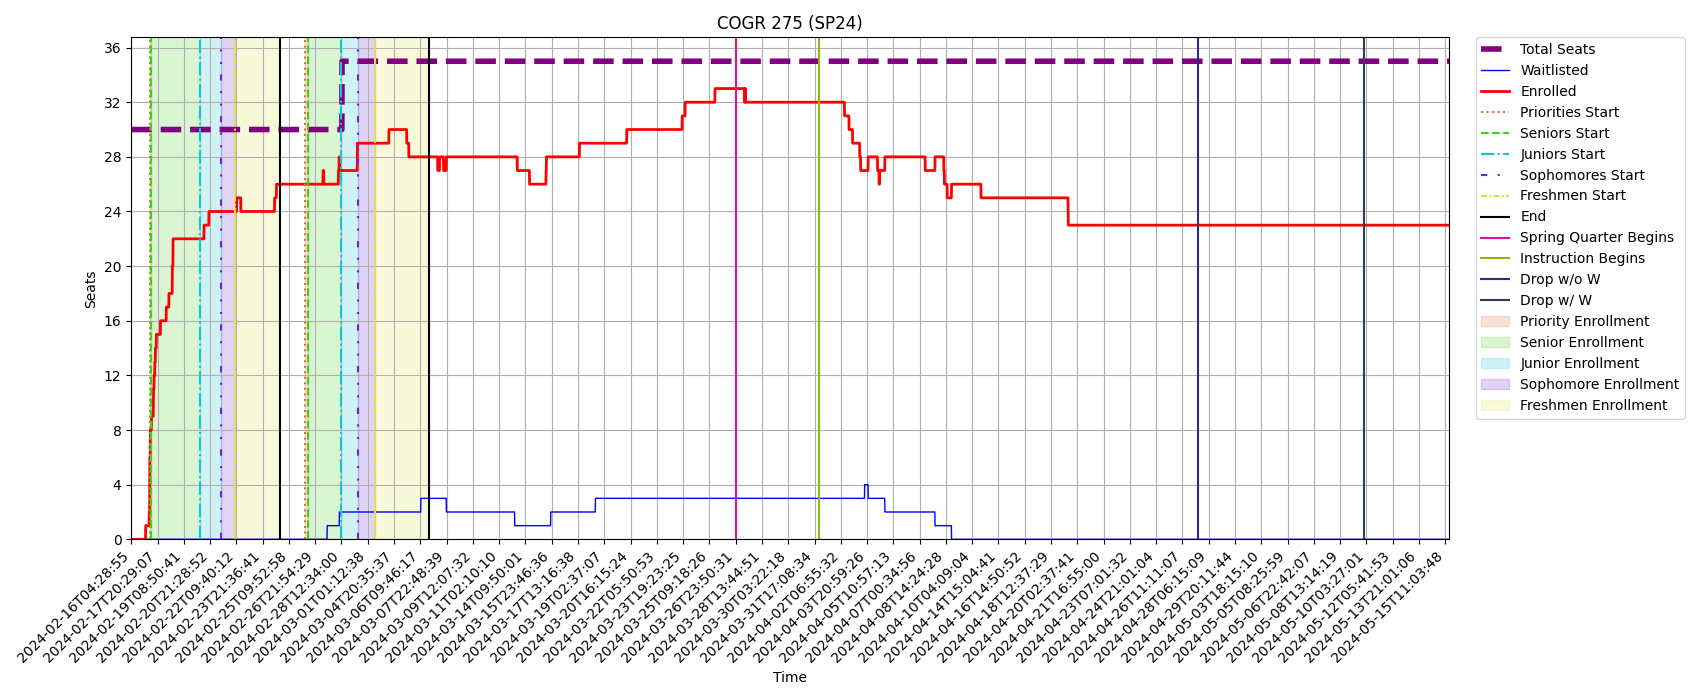 COGR 275 (SP24)
36
32
28
24
20
16
12
8
4
0
Seats
2024-02-16T04:28:55
2024-02-17T20:29:07
2024-02-19T08:50:41
2024-02-20T21:28:52
2024-02-22T09:40:12
2024-02-23T21:36:41
2024-02-25T09:52:58
2024-02-26T21:54:29
2024-02-28T12:34:00
2024-03-01T01:12:38
2024-03-04T20:35:37
2024-03-06T09:46:17
2024-03-07T22:48:39
2024-03-09T12:07:32
2024-03-11T02:10:10
2024-03-14T09:50:01
2024-03-15T23:46:36
2024-03-17T13:16:38
2024-03-19T02:37:07
2024-03-20T16:15:24
2024-03-22T05:50:53
2024-03-23T19:23:25
2024-03-25T09:18:26
2024-03-26T23:50:31
2024-03-28T13:44:51
2024-03-30T03:22:18
2024-03-31T17:08:34
2024-04-02T06:55:32
2024-04-03T20:59:26
2024-04-05T10:57:13
2024-04-07T00:34:56
2024-04-08T14:24:28
2024-04-10T04:09:04
2024-04-14T15:04:41
2024-04-16T14:50:52
2024-04-18T12:37:29
2024-04-20T02:37:41
2024-04-21T16:55:00
2024-04-23T07:01:32
2024-04-24T21:01:04
2024-04-26T11:11:07
2024-04-28T06:15:09
2024-04-29T20:11:44
2024-05-03T18:15:10
2024-05-05T08:25:59
2024-05-06T22:42:07
2024-05-08T13:14:19
2024-05-10T03:27:01
2024-05-12T05:41:53
2024-05-13T21:01:06
2024-05-15T11:03:48
Time
Total Seats
Waitlisted
Enrolled
Priorities Start
Seniors Start
Juniors Start
Sophomores Start
Freshmen Start
End
Spring Quarter Begins
Instruction Begins
Drop w/o W
Drop w/ W
Priority Enrollment
Senior Enrollment
Junior Enrollment
Sophomore Enrollment
Freshmen Enrollment